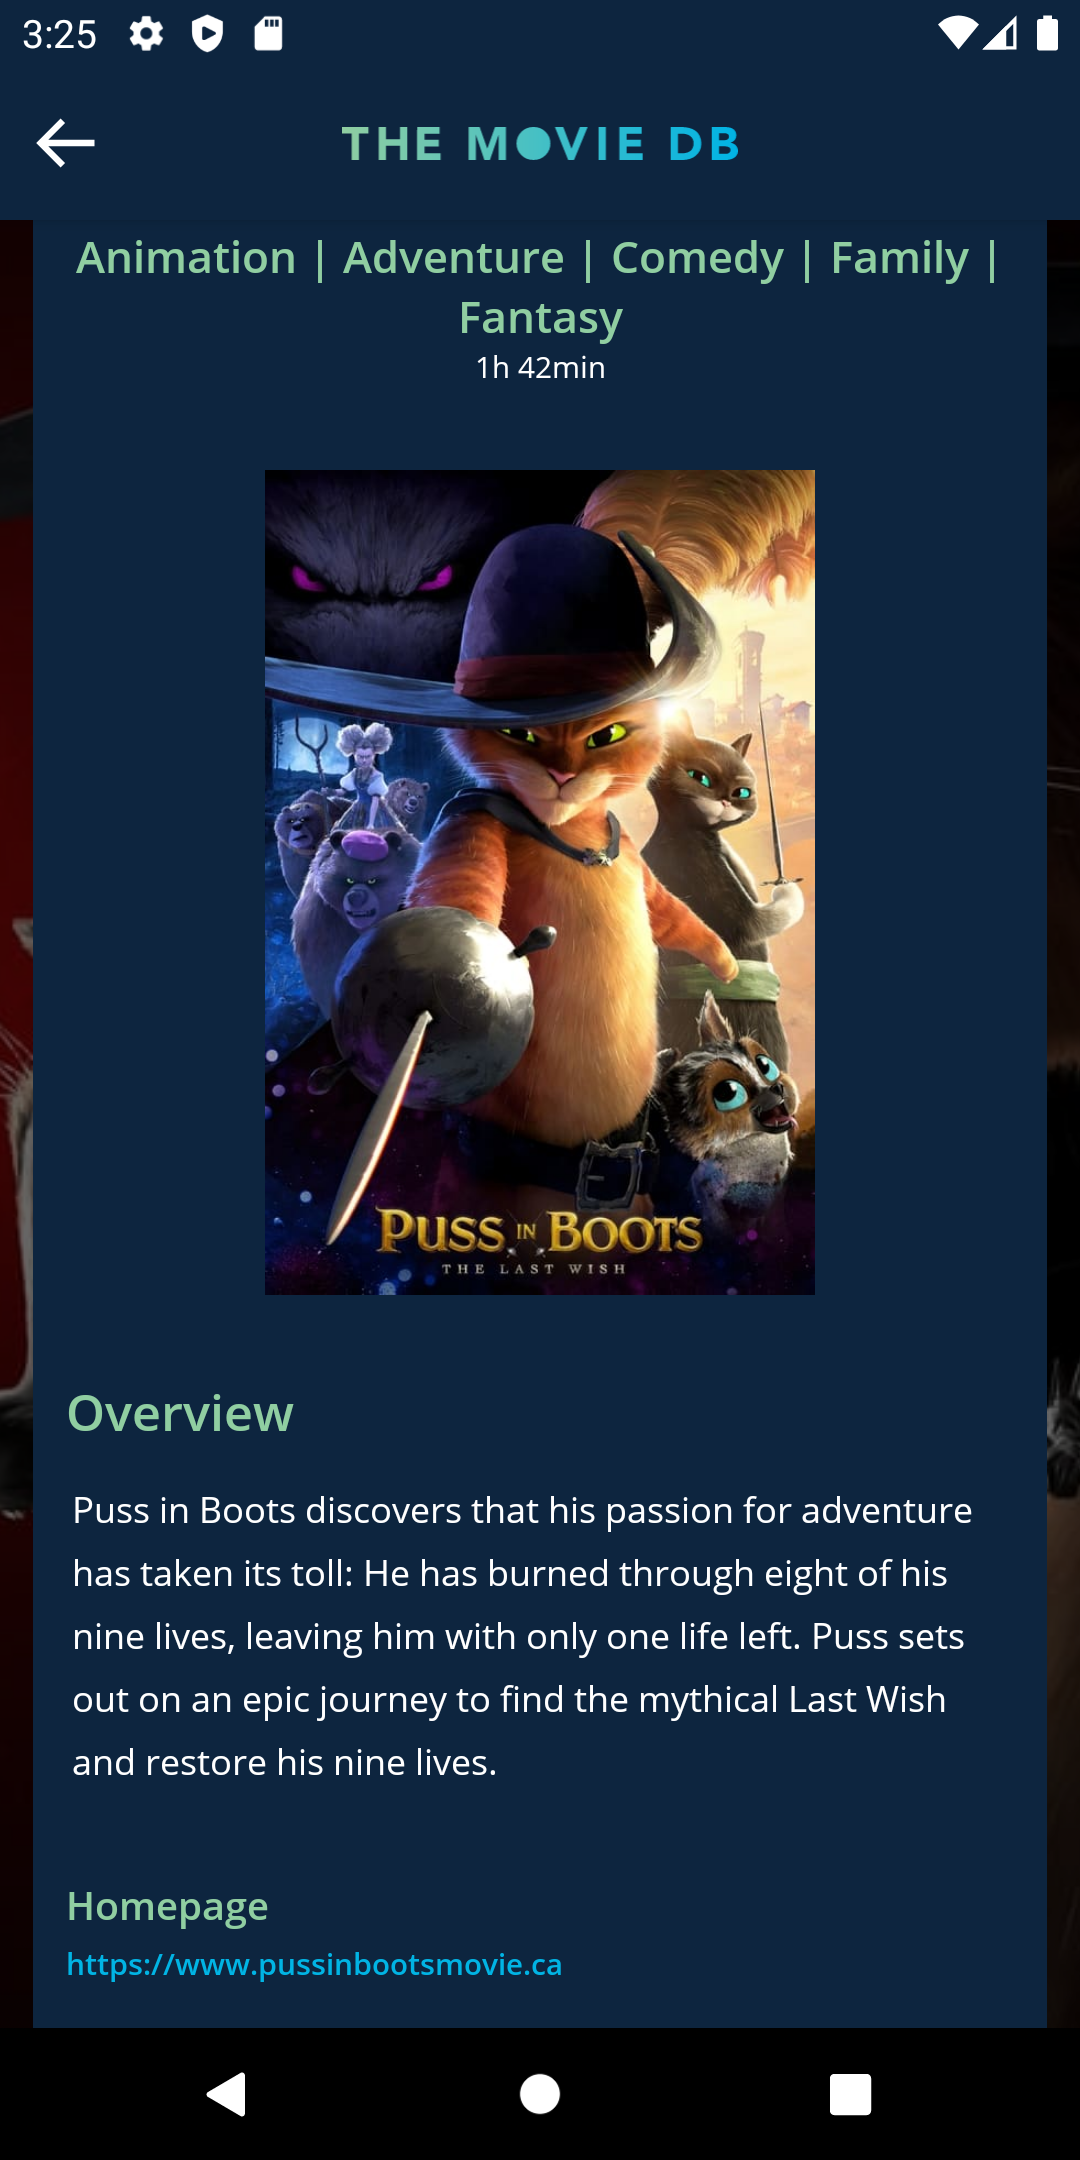 3:25
THE MOVIE DB
Animation | Adventure | Comedy | Family |
Fantasy
1h 42min
PUSS IN BOOTS
THE LAST WISH
Overview
Puss in Boots discovers that his passion for adventure
has taken its toll: He has burned through eight of his
nine lives, leaving him with only one life left. Puss sets
out on an epic journey to find the mythical Last Wish
and restore his nine lives.
Homepage
https://www.pussinbootsmovie.ca